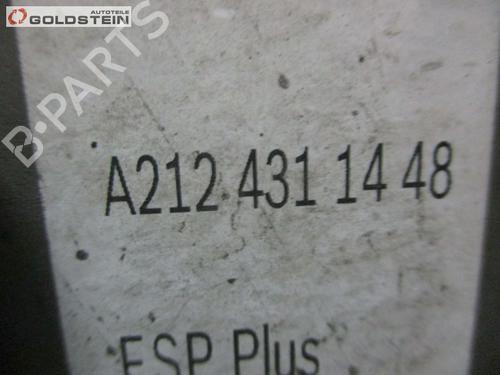 AUTOTEILE
GOLDSTEIN
B-PARTS
A212 431 14 48
ESP Plus